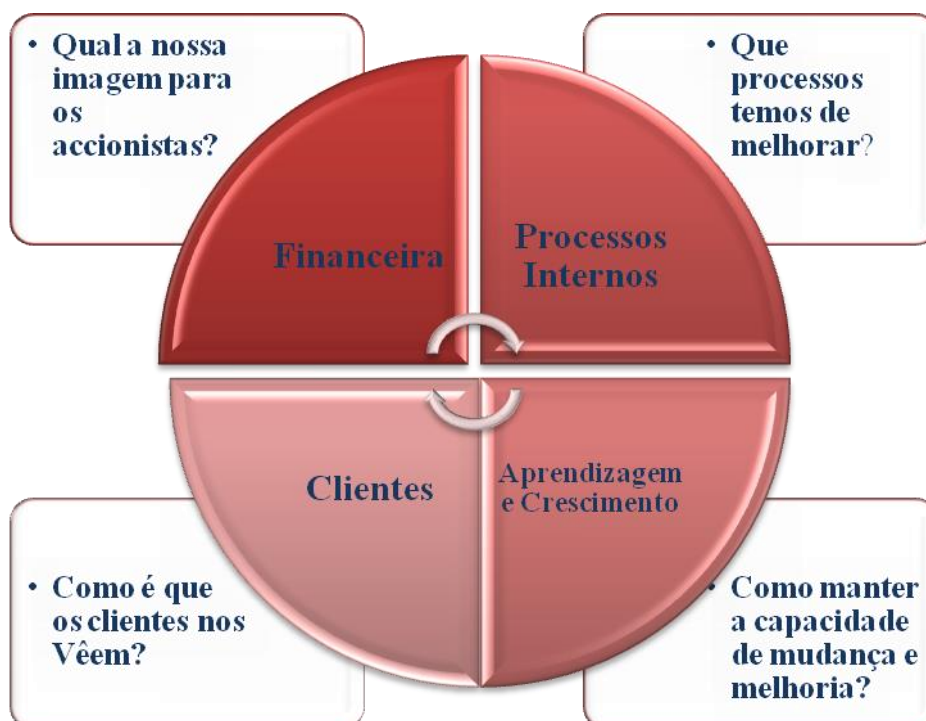 • Qual a nossa
imagem para
os
accionistas?
• Que
processos
temos de
melhorar?
Financeira
Processos
Internos
Clientes
Aprendizagem
e Crescimento
• Como é que
os clientes nos
Vêem?
• Como manter
a capacidade
de mudança e
melhoria?